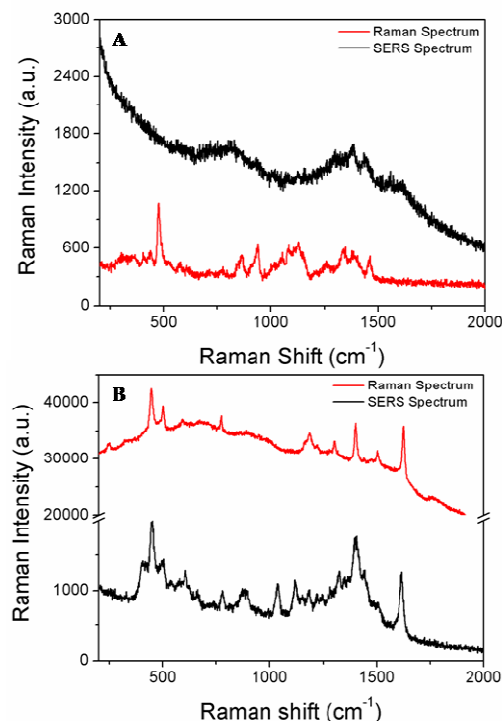 A
Raman Spectrum
SERS Spectrum
3000
2400
1800
1200
600
0
Raman Intensity (a.u.)
500
1000
1500
2000
Raman Shift (cm-1)
B
Raman Spectrum
SERS Spectrum
40000
30000
20000
1000
0
Raman Intensity (a.u.)
500
1000
1500
2000
Raman shift (cm-1)